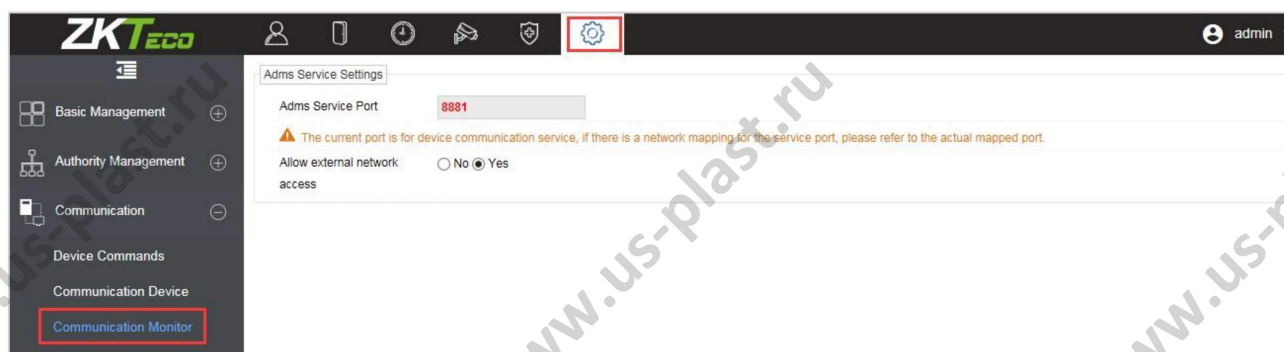 ZKTECO
admin
Adms Service Settings
Basic Management
Adms Service Port 8881
The current port is for device communication service, if there is a network mapping for the service port, please refer to the actual mapped port.
Authority Management
Allow external network access
No Yes
Communication
Device Commands
Communication Device
Communication Monitor
www.us-plast.ru